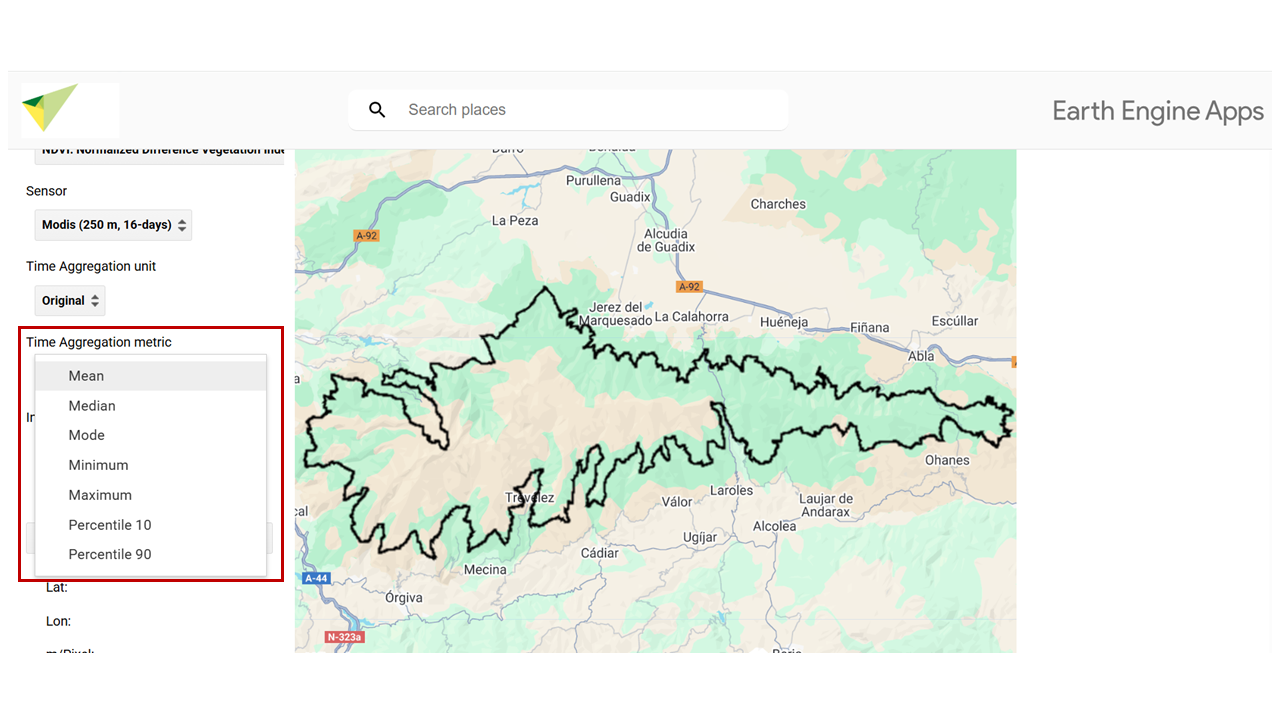 Search places
Earth Engine Apps
NDVI: Normalized Difference Vegetation Inde
Sensor
Modis (250 m, 16-days)
Time Aggregation unit
Original
Time Aggregation metric
Mean
Median
Mode
Minimum
Maximum
Percentile 10
Percentile 90
Lat:
Lon:
m/Pixel:
Purullena
Guadix
Charches
La Peza
A-92
Alcudia
de Guadix
A-92
Jerez del
Marquesado
La Calahorra
Huéneja
Fiñana
Escúllar
Abla
Ohanes
Trevélez
Válor
Laroles
Laujar de
Andarax
Alcolea
Ugíjar
Cádiar
Mecina
A-44
Órgiva
N-323a